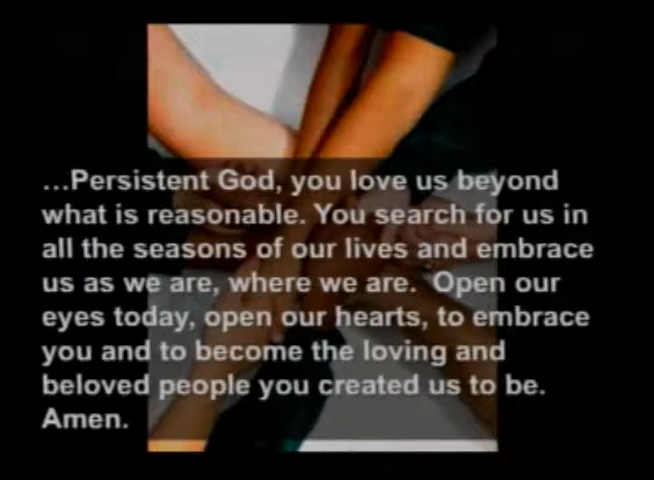 ...Persistent God, you love us beyond
what is reasonable. You search for us in
all the seasons of our lives and embrace
us as we are, where we are.  Open our
eyes today, open our hearts, to embrace
you and to become the loving and
beloved people you created us to be.
Amen.